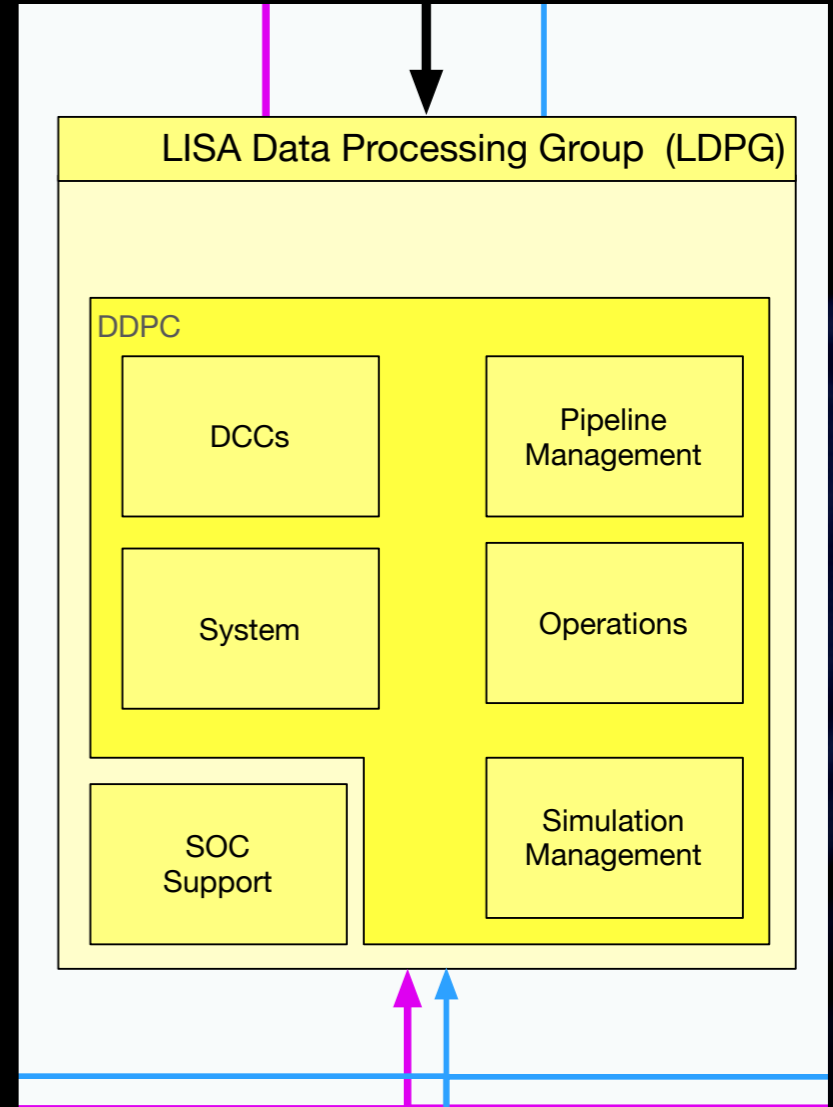 LISA Data Processing Group  (LDPG)
DDPC
DCCs
Pipeline
Management
System
Operations
SOC
Support
Simulation
Management